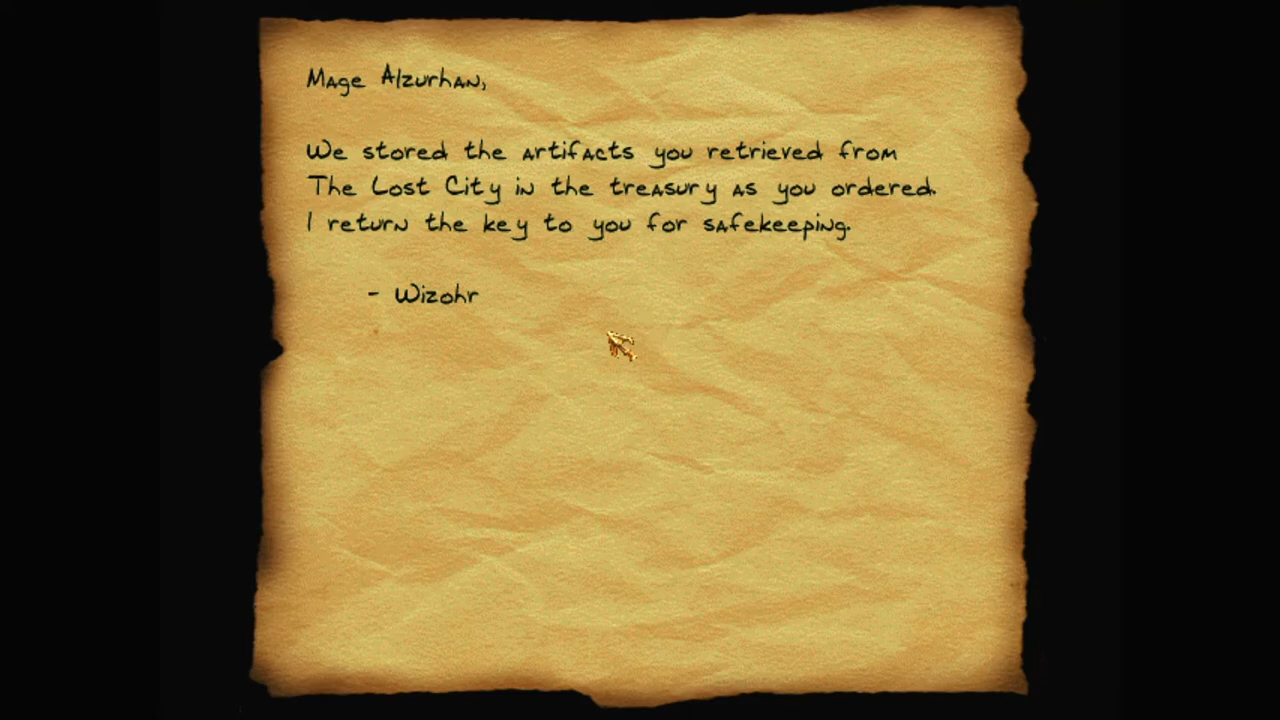 Mage Alzurhan,
We stored the artifacts you retrieved from
The Lost City in the treasury as you ordered.
I return the key to you for safekeeping.
- Wizohr